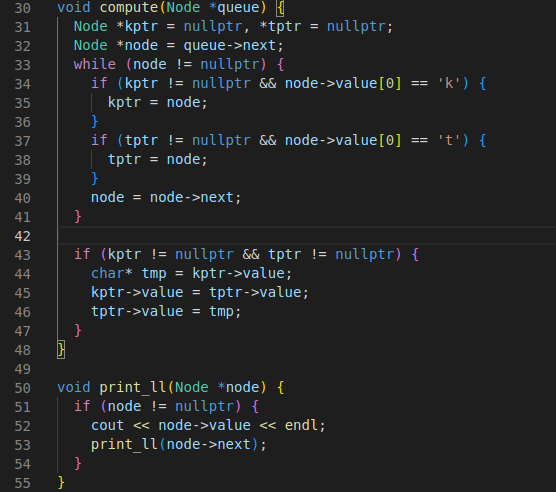 30 void compute(Node *queue) {
31   Node *kptr = nullptr, *tptr = nullptr;
32   Node *node = queue->next;
33   while (node != nullptr) {
34     if (kptr != nullptr && node->value[0] == 'k') {
35       kptr = node;
36     }
37     if (tptr != nullptr && node->value[0] == 't') {
38       tptr = node;
39     }
40     node = node->next;
41   }
42
43   if (kptr != nullptr && tptr != nullptr) {
44     char* tmp = kptr->value;
45     kptr->value = tptr->value;
46     tptr->value = tmp;
47   }
48 }
49
50 void print_ll(Node *node) {
51   if (node != nullptr) {
52     cout << node->value << endl;
53     print_ll(node->next);
54   }
55 }